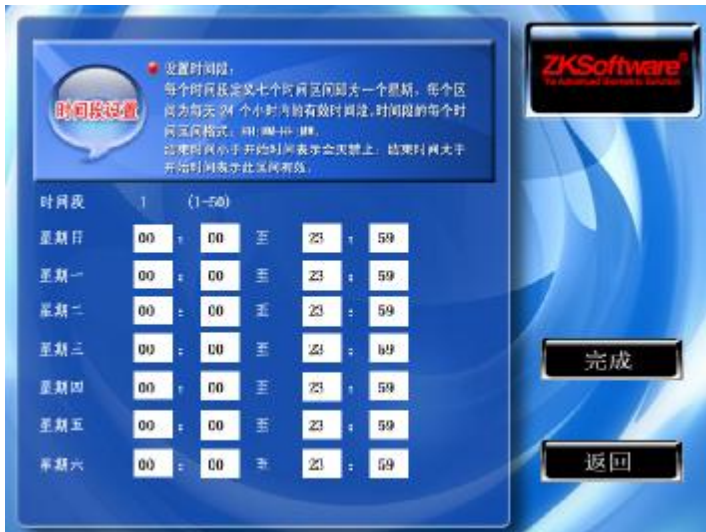 ZKSoftware
时间段设置
设置时间段:
每个时间段定义七个时间区间即为一个星期, 每个区
间为每天 24 个小时内的有效时间段,时间段的每个时
间区间格式: HH:MM-HH:MM,
结束时间小于开始时间表示全天禁止; 结束时间大于
开始时间表示此区间有效,
时间段 1 (1-50)
星期日 00 : 00 至 23 : 59
星期一 00 : 00 至 23 : 59
星期二 00 : 00 至 23 : 59
星期三 00 : 00 至 23 : 59
星期四 00 : 00 至 23 : 59
星期五 00 : 00 至 23 : 59
星期六 00 : 00 至 23 : 59
完成
返回